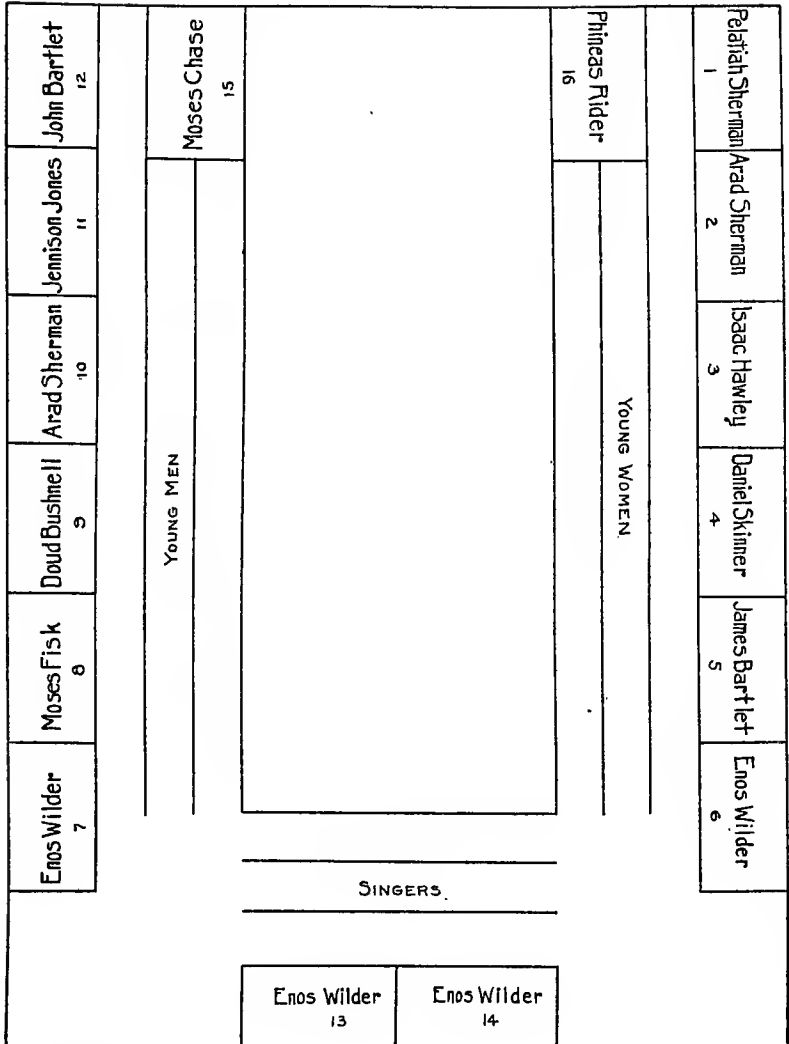 John Bartlet
12
Jennison Jones
11
Arad Sherman
10
Doud Bushnell
9
Moses Fisk
8
Enos Wilder
7
Moses Chase
15
YOUNG MEN
Phineas Rider
16
YOUNG WOMEN.
Pelatiah Sherman
1
Arad Sherman
2
Isaac Hawley
3
Daniel Skinner
4
James Bartlet
5
Enos Wilder
6
SINGERS.
Enos Wilder
13
Enos Wilder
14